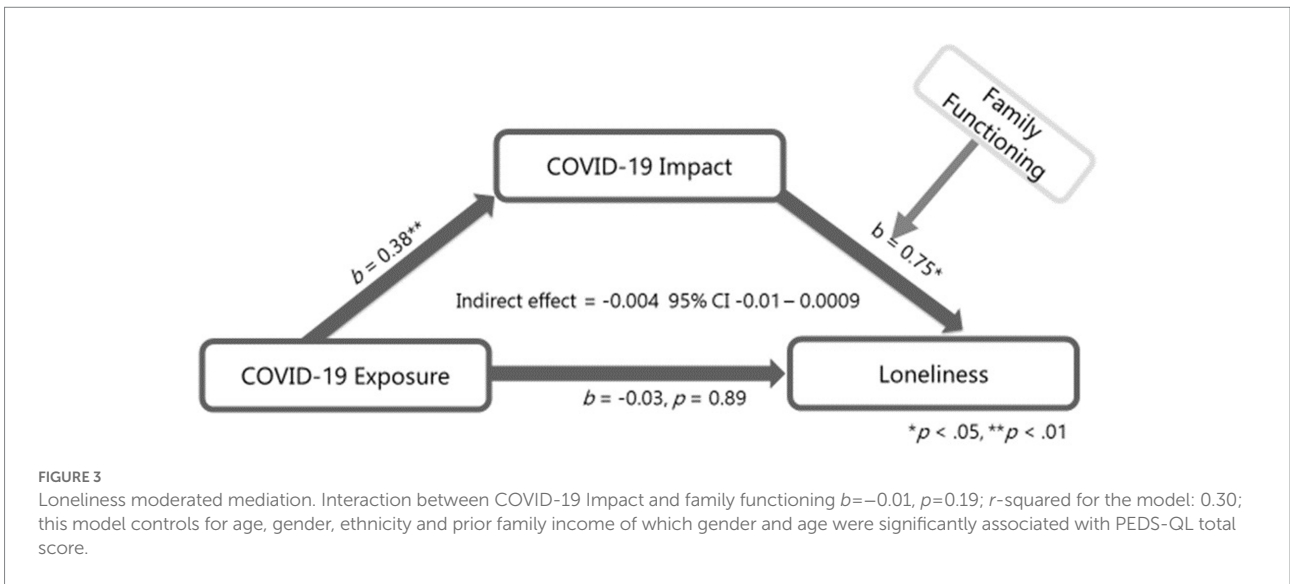 Family
Functioning
COVID-19 Impact
b = 0.38**
b = 0.75*
Indirect effect = -0.004 95% CI -0.01 – 0.0009
COVID-19 Exposure
Loneliness
b = -0.03, p = 0.89
*p < .05, **p < .01
FIGURE 3
Loneliness moderated mediation. Interaction between COVID-19 Impact and family functioning b=−0.01, p=0.19; r-squared for the model: 0.30;
this model controls for age, gender, ethnicity and prior family income of which gender and age were significantly associated with PEDS-QL total
score.